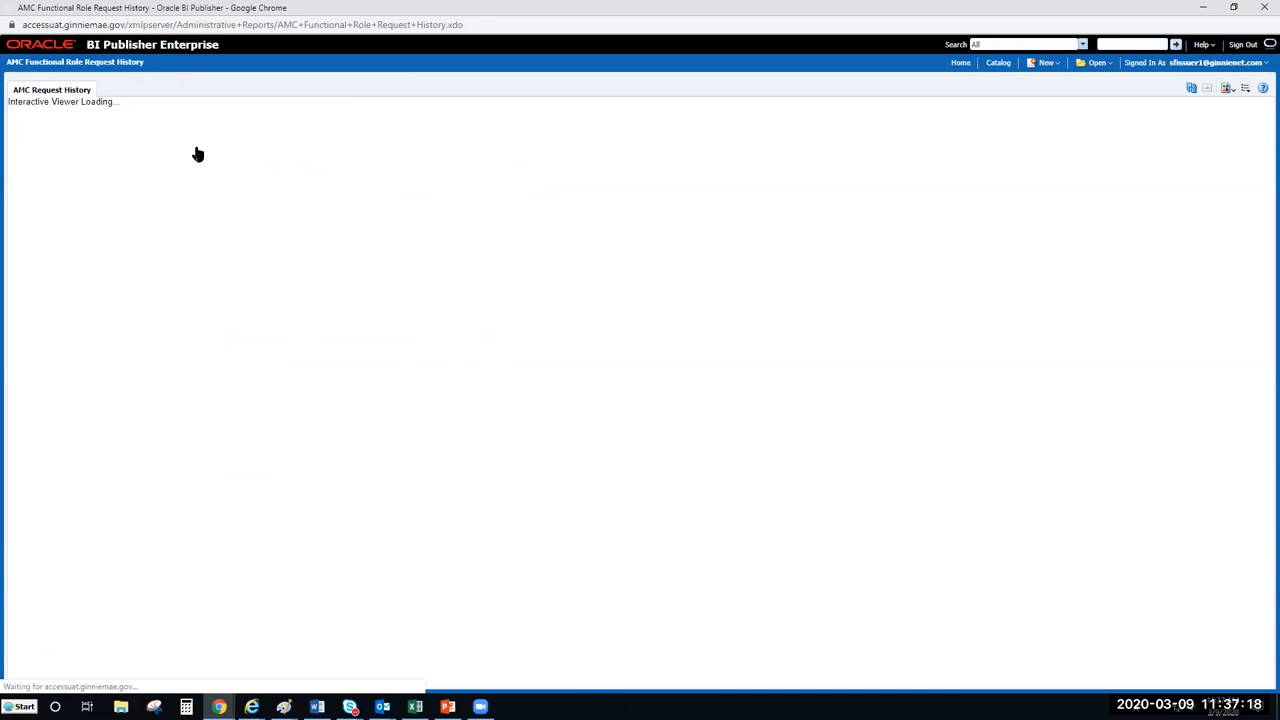 AMC Functional Role Request History - Oracle BI Publisher - Google Chrome
accessuat.ginniemae.gov/xmlpserver/Administrative+Reports/AMC+Functional+Role+Request+History.xdo
ORACLE BI Publisher Enterprise Search All Help Sign Out
AMC Functional Role Request History Home Catalog New Open Signed In As sfissuer1@ginnienet.com
AMC Request History
Interactive Viewer Loading...
Waiting for accessuat.ginniemae.gov...
Start 2020-03-09 11:37:18
3/9/2020